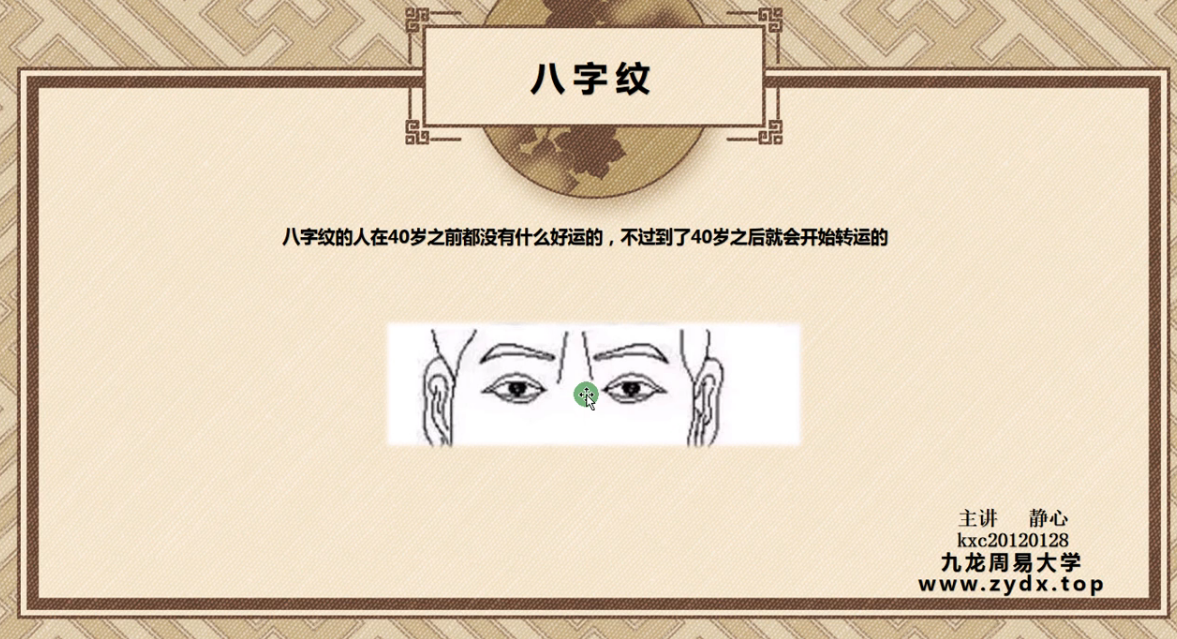 八字纹
八字纹的人在40岁之前都没有什么好运的，不过到了40岁之后就会开始转运的
主讲 静心
kxc20120128
九龙周易大学
www.zydx.top